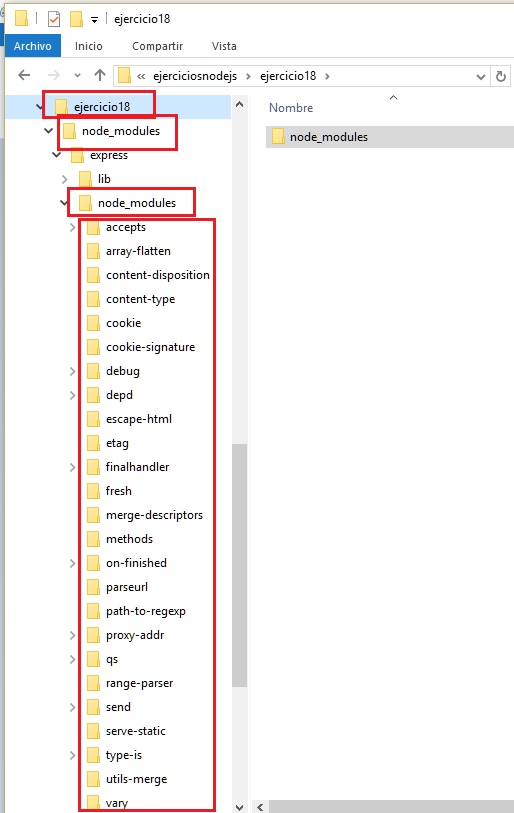 ejercicio18
Archivo Inicio Compartir Vista
« ejerciciosnodejs › ejercicio18 ›
ejercicio18
node_modules
express
lib
node_modules
accepts
array-flatten
content-disposition
content-type
cookie
cookie-signature
debug
depd
escape-html
etag
finalhandler
fresh
merge-descriptors
methods
on-finished
parseurl
path-to-regexp
proxy-addr
qs
range-parser
send
serve-static
type-is
utils-merge
vary
Nombre
node_modules